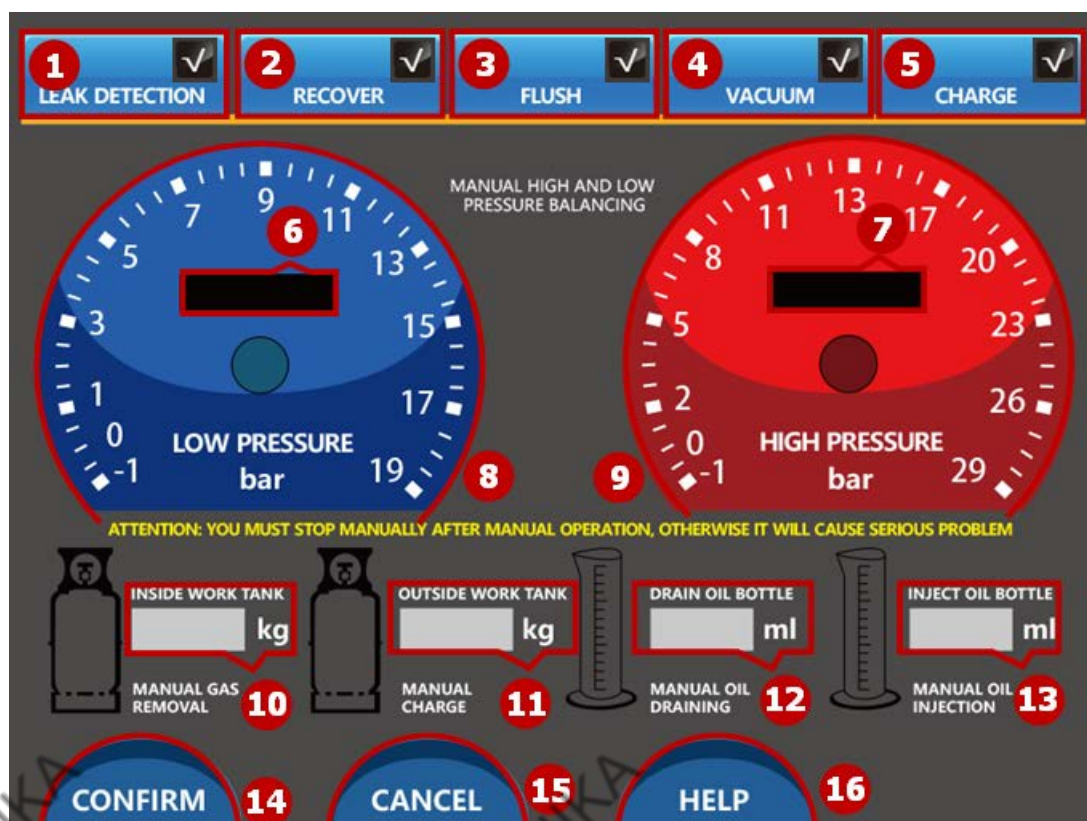 1 √ LEAK DETECTION
2 √ RECOVER
3 √ FLUSH
4 √ VACUUM
5 √ CHARGE
-1 0 1 3 5 7 9 11 13 15 17 19
6
LOW PRESSURE
bar
8
MANUAL HIGH AND LOW
PRESSURE BALANCING
-1 0 2 5 8 11 13 17 20 23 26 29
7
HIGH PRESSURE
bar
9
ATTENTION: YOU MUST STOP MANUALLY AFTER MANUAL OPERATION, OTHERWISE IT WILL CAUSE SERIOUS PROBLEM
INSIDE WORK TANK
kg
MANUAL GAS
REMOVAL
10
OUTSIDE WORK TANK
kg
MANUAL
CHARGE
11
DRAIN OIL BOTTLE
ml
MANUAL OIL
DRAINING
12
INJECT OIL BOTTLE
ml
MANUAL OIL
INJECTION
13
CONFIRM 14
CANCEL 15
HELP 16